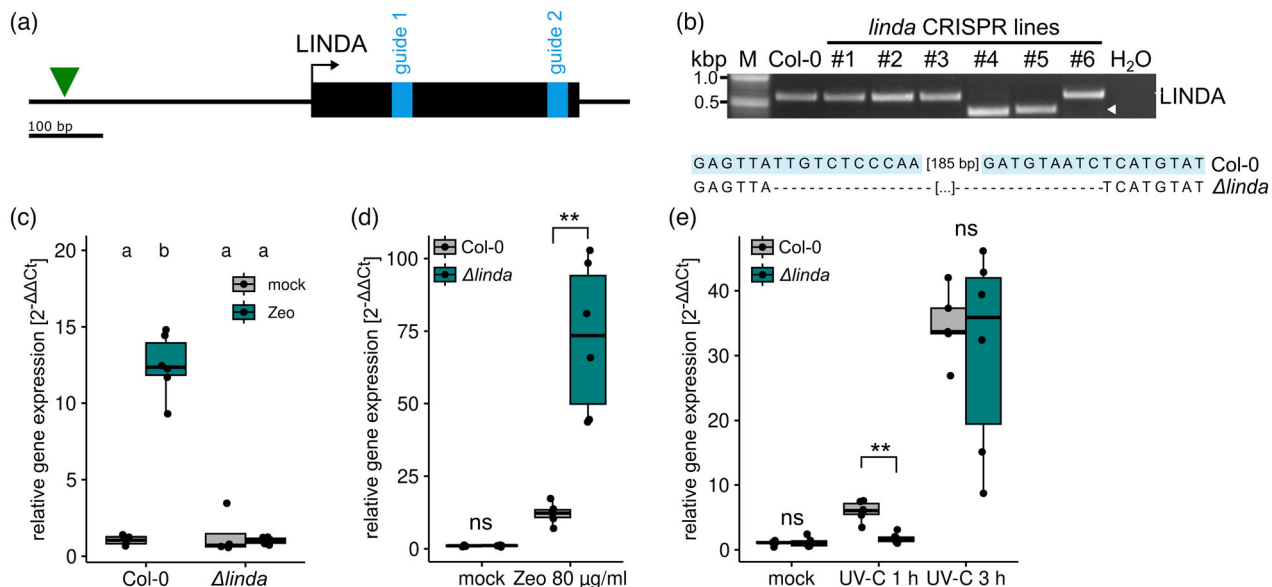 (a)
LINDA
guide 1
guide 2
100 bp
(b)
linda CRISPR lines
kbp M Col-0 #1 #2 #3 #4 #5 #6 H2O
1.0
0.5
LINDA
GAGTTATTGTCTCCCAA [185 bp] GATGTAATCTCATGTAT Col-0
GAGTTA-----------[...]---------TCATGTAT Δlinda
(c)
relative gene expression [2-ΔΔCt]
20
15
10
5
0
a b a a
mock
Zeo
Col-0 Δlinda
(d)
relative gene expression [2-ΔΔCt]
100
75
50
25
0
Col-0
Δlinda
**
ns
mock Zeo 80 µg/ml
(e)
relative gene expression [2-ΔΔCt]
40
30
20
10
0
Col-0
Δlinda
ns
**
ns
mock UV-C 1 h UV-C 3 h